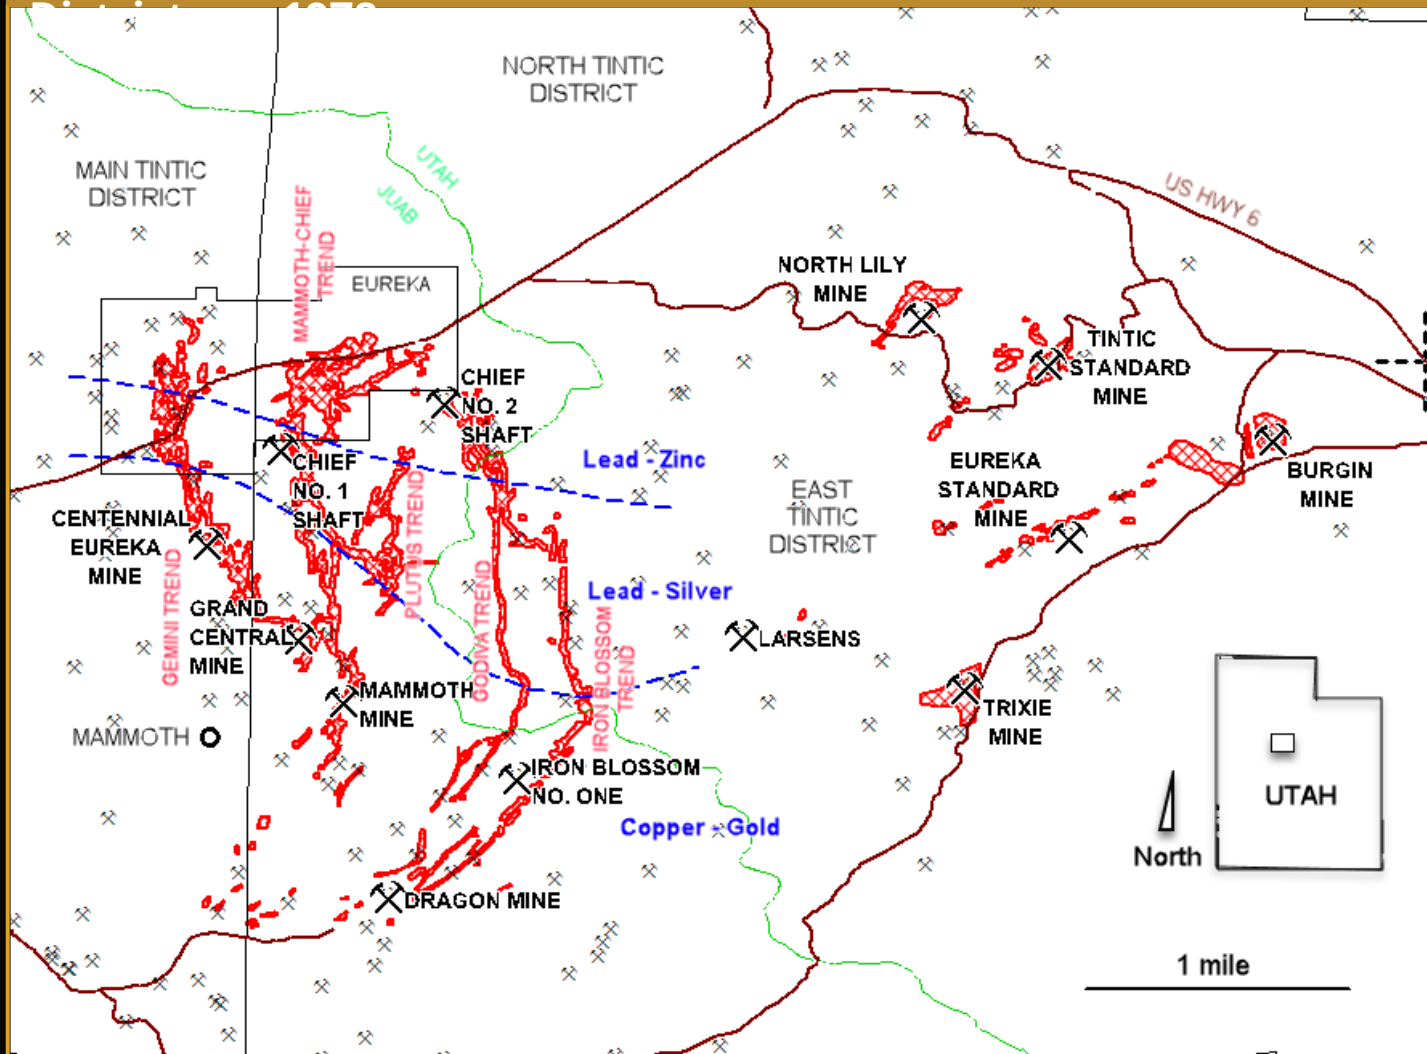 NORTH TINTIC
DISTRICT
MAIN TINTIC
DISTRICT
UTAH
JUAB
US HWY 6
MAMMOTH-CHIEF
TREND
EUREKA
NORTH LILY
MINE
TINTIC
STANDARD
MINE
CHIEF
NO. 2
SHAFT
CHIEF
NO. 1
SHAFT
Lead - Zinc
EUREKA
STANDARD
MINE
BURGIN
MINE
EAST
TINTIC
DISTRICT
CENTENNIAL
EUREKA
MINE
PLUTUS TREND
GEMINI TREND
GODIVA TREND
Lead - Silver
IRON BLOSSOM
TREND
GRAND
CENTRAL
MINE
LARSENS
MAMMOTH
MINE
TRIXIE
MINE
MAMMOTH
IRON BLOSSOM
NO. ONE
Copper - Gold
UTAH
North
DRAGON MINE
1 mile